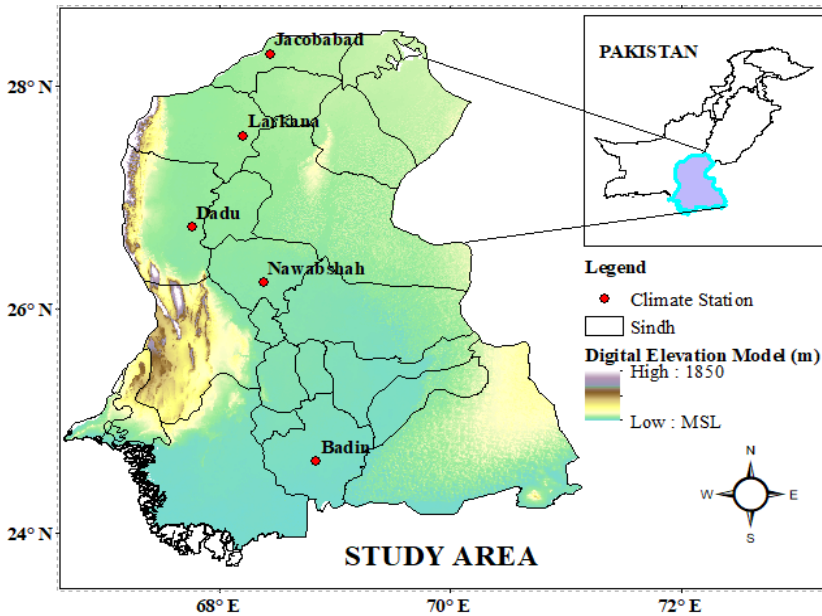 Jacobabad
PAKISTAN
28° N
Larkana
Dadu
Nawabshah
Legend
Climate Station
26° N
Sindh
Digital Elevation Model (m)
High : 1850
Low : MSL
Badin
N
W E
S
24° N
STUDY AREA
68° E 70° E 72° E